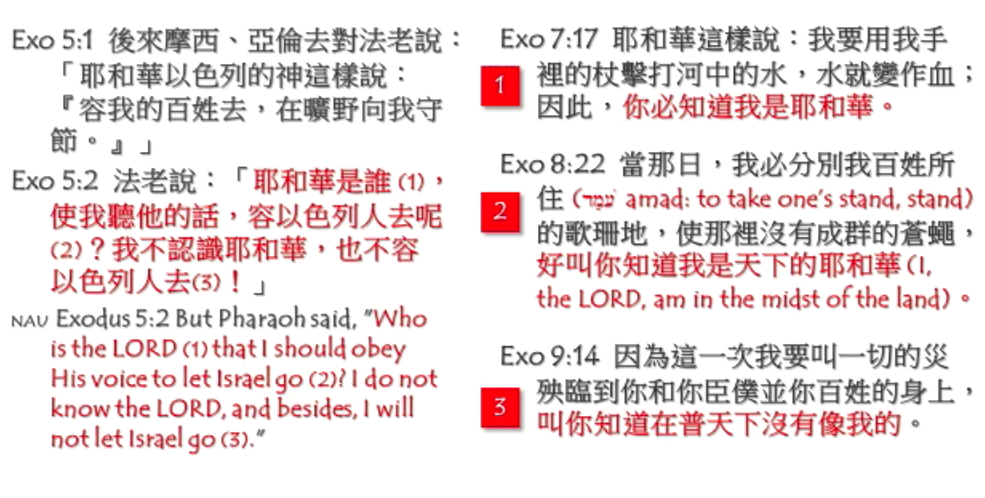 Exo 5:1 後來摩西、亞倫去對法老說：
「耶和華以色列的神這樣說：
『容我的百姓去，在曠野向我守
節。』」
Exo 5:2 法老說：「耶和華是誰 (1)，
使我聽他的話，容以色列人去呢
(2)？我不認識耶和華，也不容
以色列人去(3)！」
NAU Exodus 5:2 But Pharaoh said, "Who
is the LORD (1) that I should obey
His voice to let Israel go (2)? I do not
know the LORD, and besides, I will
not let Israel go (3)."
Exo 7:17 耶和華這樣說：我要用我手
1 裡的杖擊打河中的水，水就變作血；
因此，你必知道我是耶和華。
Exo 8:22 當那日，我必分別我百姓所
2 住 (עֹמֵד amad: to take one's stand, stand)
的歌珊地，使那裡沒有成群的蒼蠅，
好叫你知道我是天下的耶和華 (I,
the LORD, am in the midst of the land)。
Exo 9:14 因為這一次我要叫一切的災
3 殃臨到你和你臣僕並你百姓的身上，
叫你知道在普天下沒有像我的。